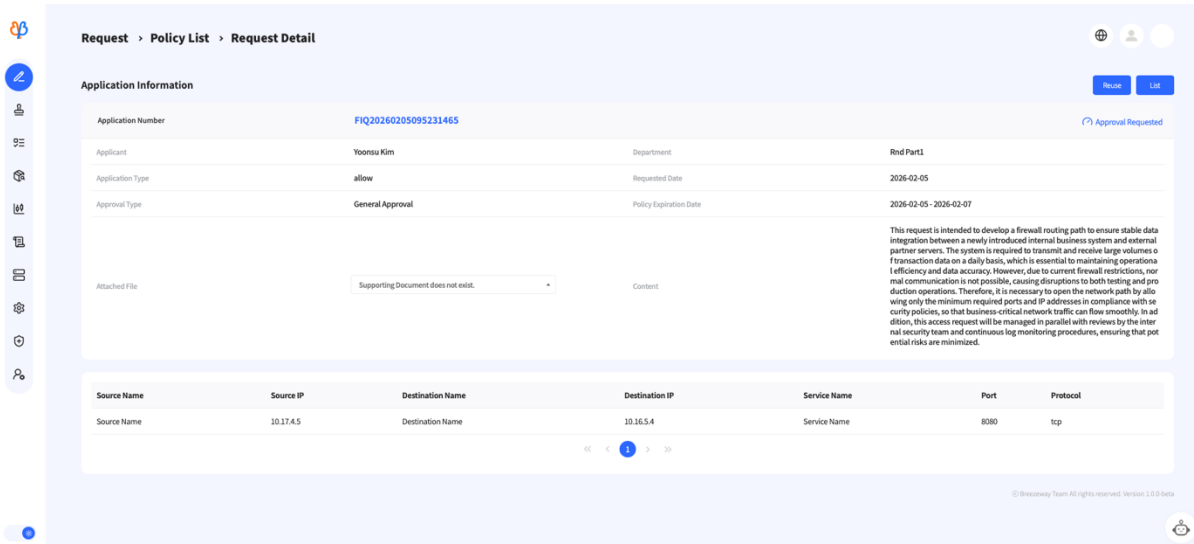 Request > Policy List > Request Detail
Application Information
Reuse
List
Application Number
FIQ20260205095231465
Approval Requested
Applicant
Yoonsu Kim
Department
Rnd Part1
Application Type
allow
Requested Date
2026-02-05
Approval Type
General Approval
Policy Expiration Date
2026-02-05 - 2026-02-07
Attached File
Supporting Document does not exist.
Content
This request is intended to develop a firewall routing path to ensure stable data
integration between a newly introduced internal business system and external
partner servers. The system is required to transmit and receive large volumes o
f transaction data on a daily basis, which is essential to maintaining operationa
l efficiency and data accuracy. However, due to current firewall restrictions, nor
mal communication is not possible, causing disruptions to both testing and pro
duction operations. Therefore, it is necessary to open the network path by allo
wing only the minimum required ports and IP addresses in compliance with se
curity policies, so that business-critical network traffic can flow smoothly. In ad
dition, this access request will be managed in parallel with reviews by the inter
nal security team and continuous log monitoring procedures, ensuring that pot
ential risks are minimized.
Source Name Source IP Destination Name Destination IP Service Name Port Protocol
Source Name 10.17.4.5 Destination Name 10.16.5.4 Service Name 8080 tcp
« < 1 > »
ⓒ Breezeway Team All rights reserved. Version 1.0.0-beta